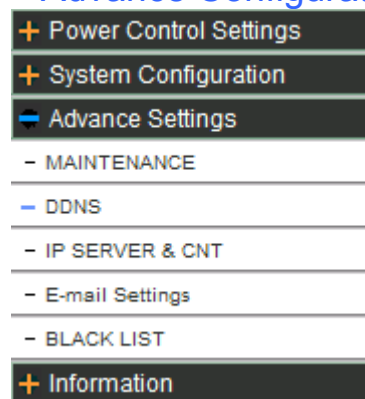 + Power Control Settings
+ System Configuration
Advance Settings
- MAINTENANCE
- DDNS
- IP SERVER & CNT
- E-mail Settings
- BLACK LIST
+ Information